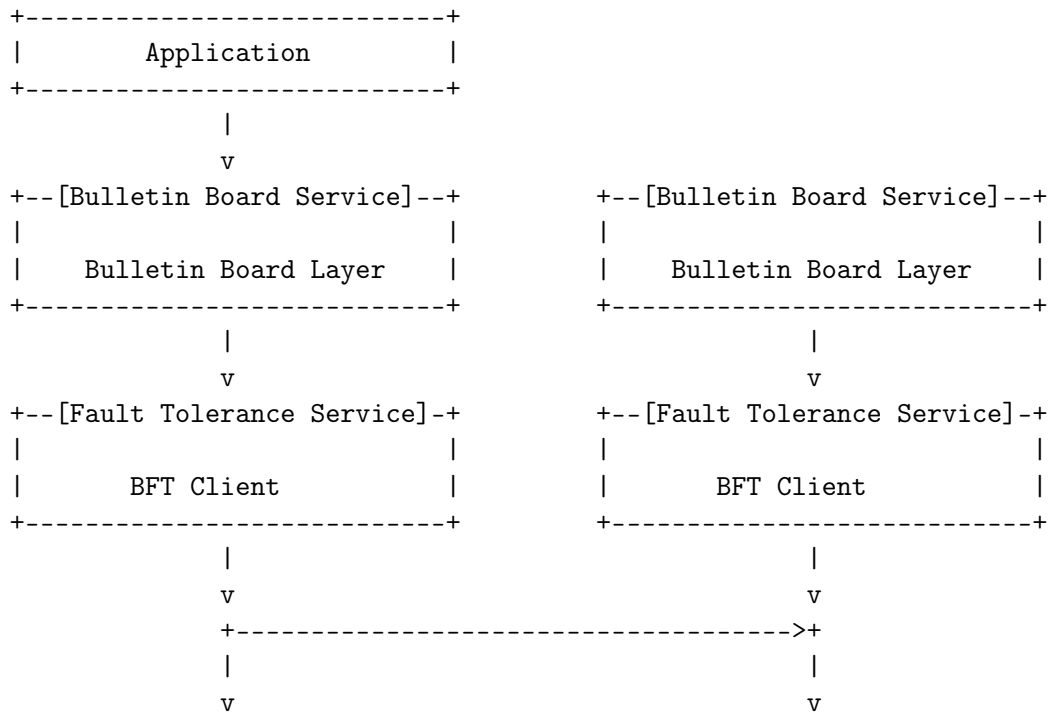 +----------------------------+
|        Application         |
+----------------------------+
              |
              v
+--[Bulletin Board Service]--+         +--[Bulletin Board Service]--+
|                            |         |                            |
|    Bulletin Board Layer    |         |    Bulletin Board Layer    |
+----------------------------+         +----------------------------+
              |                                      |
              v                                      v
+--[Fault Tolerance Service]-+         +--[Fault Tolerance Service]-+
|                            |         |                            |
|       BFT Client           |         |       BFT Client           |
+----------------------------+         +----------------------------+
              |                                      |
              v                                      v
              +------------------------------------->+
              |                                      |
              v                                      v